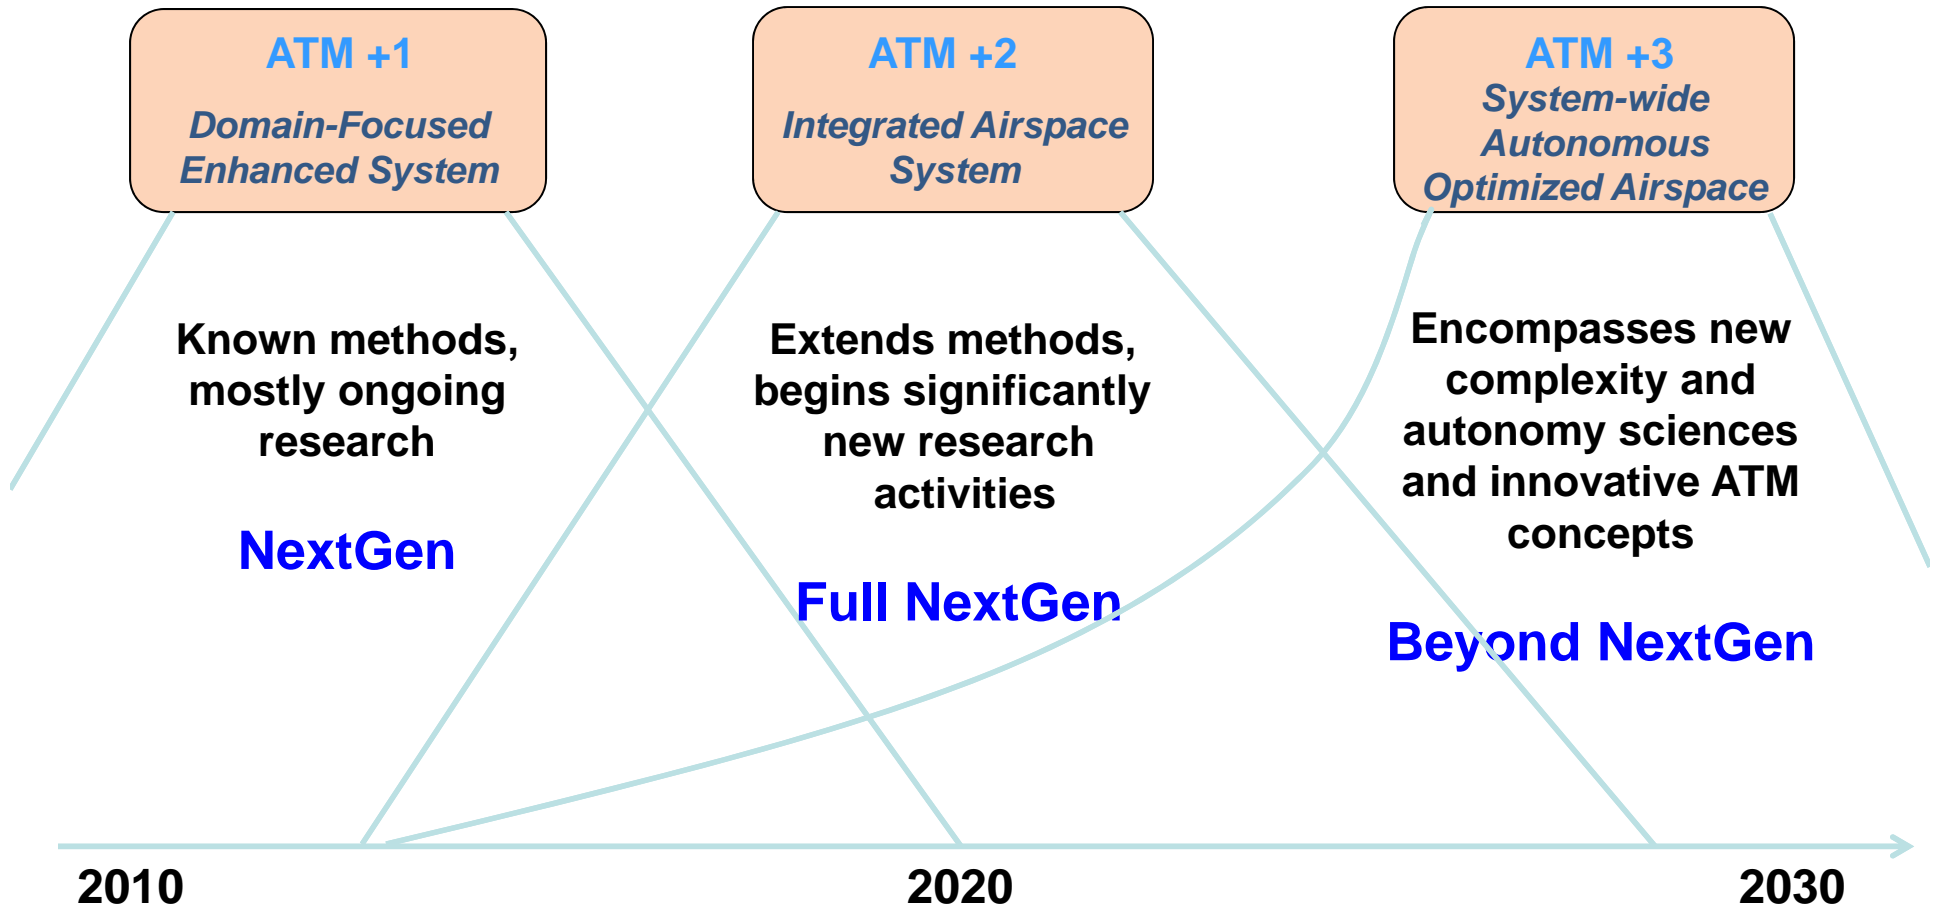 ATM +1
Domain-Focused
Enhanced System
ATM +2
Integrated Airspace
System
ATM +3
System-wide
Autonomous
Optimized Airspace
Known methods,
mostly ongoing
research
NextGen
Extends methods,
begins significantly
new research
activities
Full NextGen
Encompasses new
complexity and
autonomy sciences
and innovative ATM
concepts
Beyond NextGen
2010
2020
2030